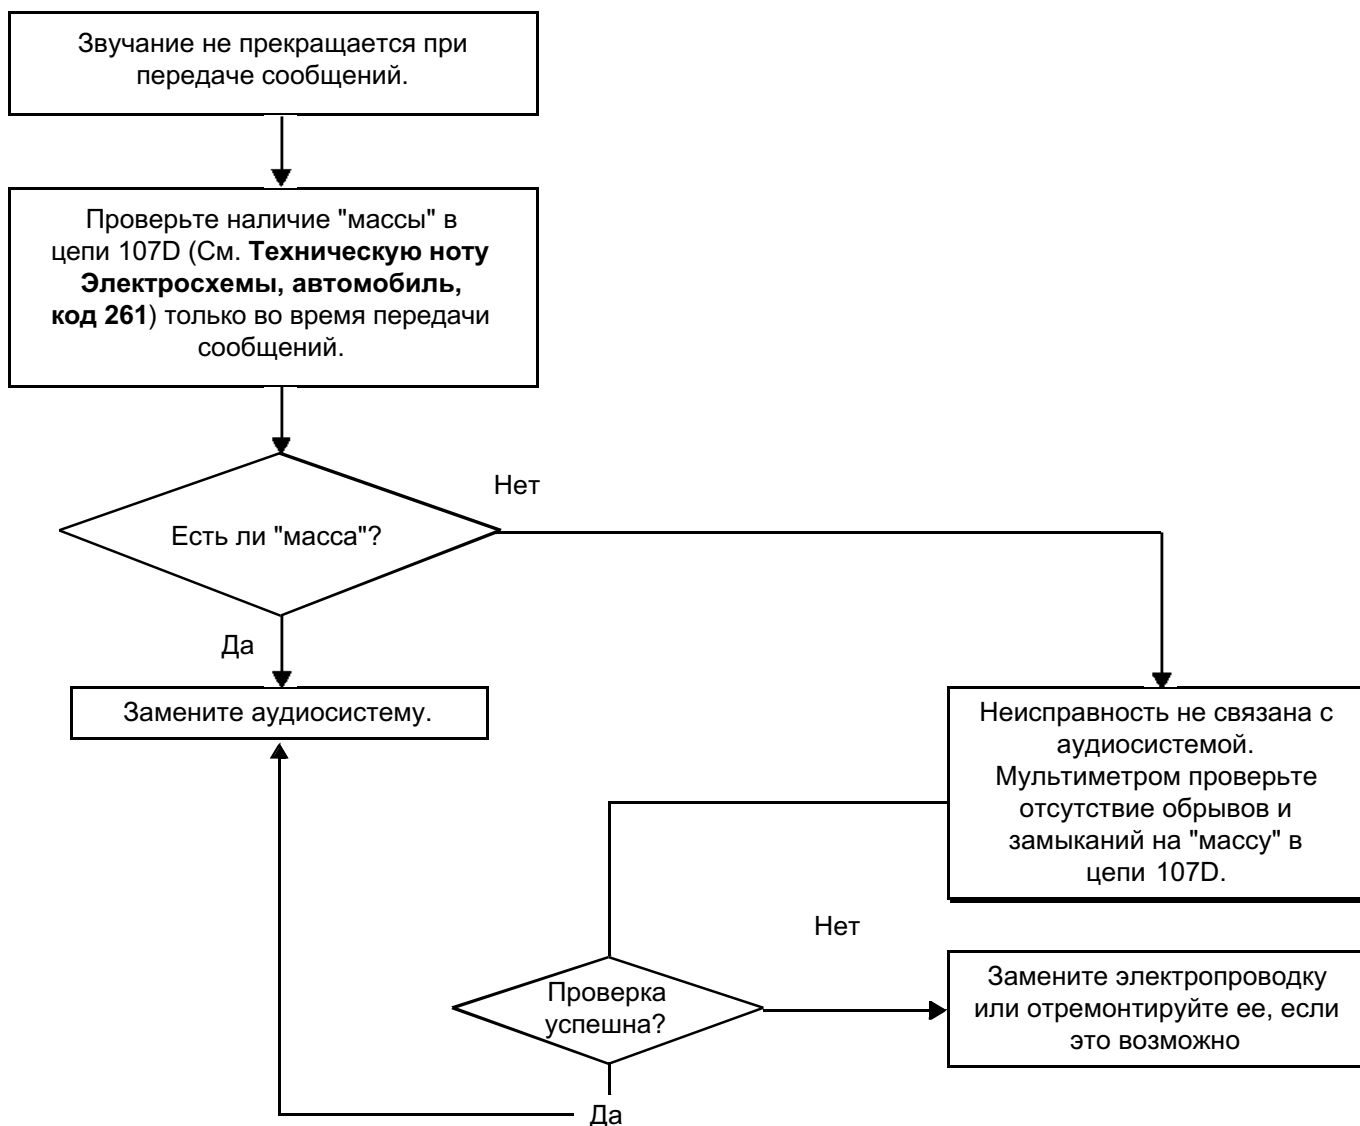 Звучание не прекращается при
передаче сообщений.
Проверьте наличие "массы" в
цепи 107D (См. Техническую ноту
Электросхемы, автомобиль,
код 261) только во время передачи
сообщений.
Нет
Есть ли "масса"?
Да
Замените аудиосистему.
Неисправность не связана с
аудиосистемой.
Мультиметром проверьте
отсутствие обрывов и
замыканий на "массу" в
цепи 107D.
Нет
Проверка
успешна?
Замените электропроводку
или отремонтируйте ее, если
это возможно
Да